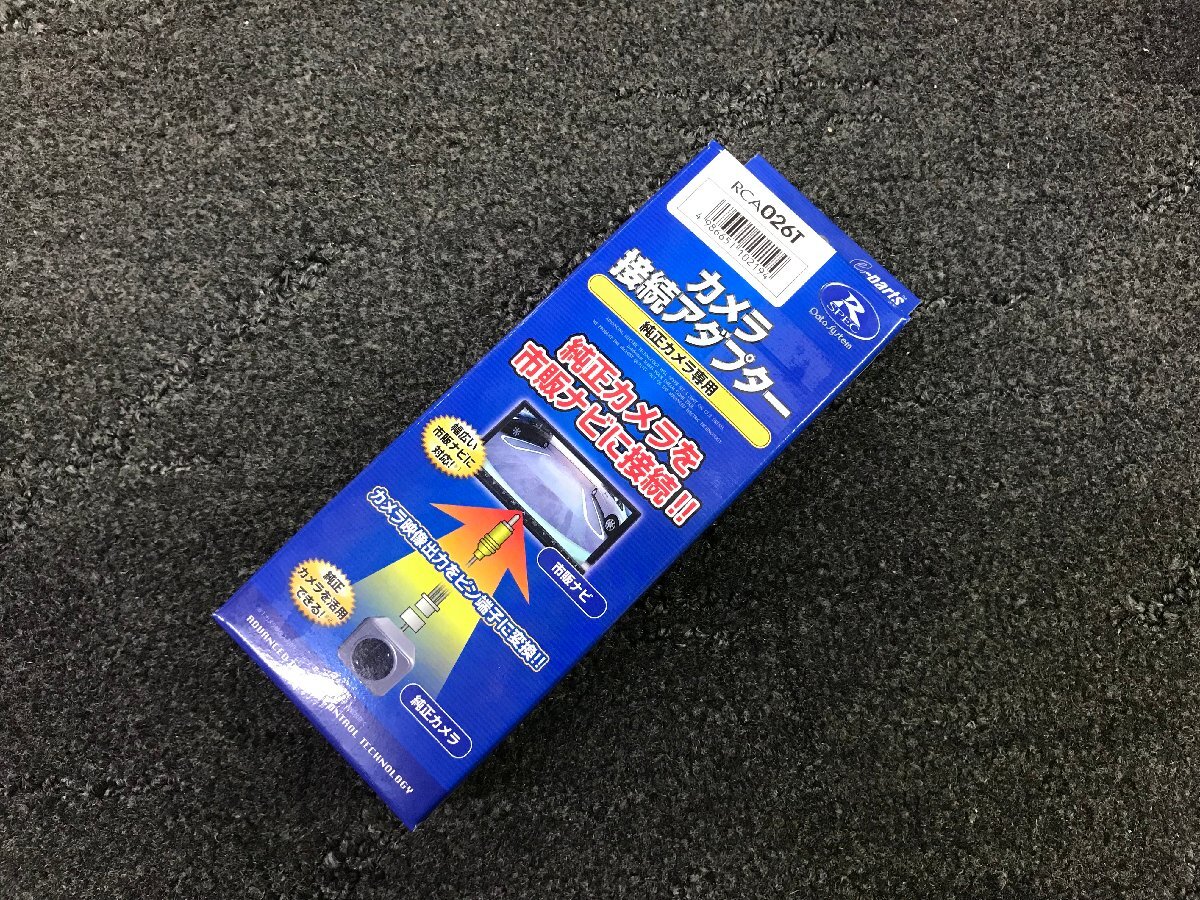 RCA026T
4 986651 102194
e-parts
R
SPEC
Data System
カメラ
接続アダプター
純正カメラ専用
純正カメラを
市販ナビに接続!!
幅広い
市販ナビに
対応!
市販ナビ
カメラ映像出力をピン端子に変換!!
純正
カメラを活用
できる!
純正カメラ
ADVANCED
CONTROL TECHNOLOGY